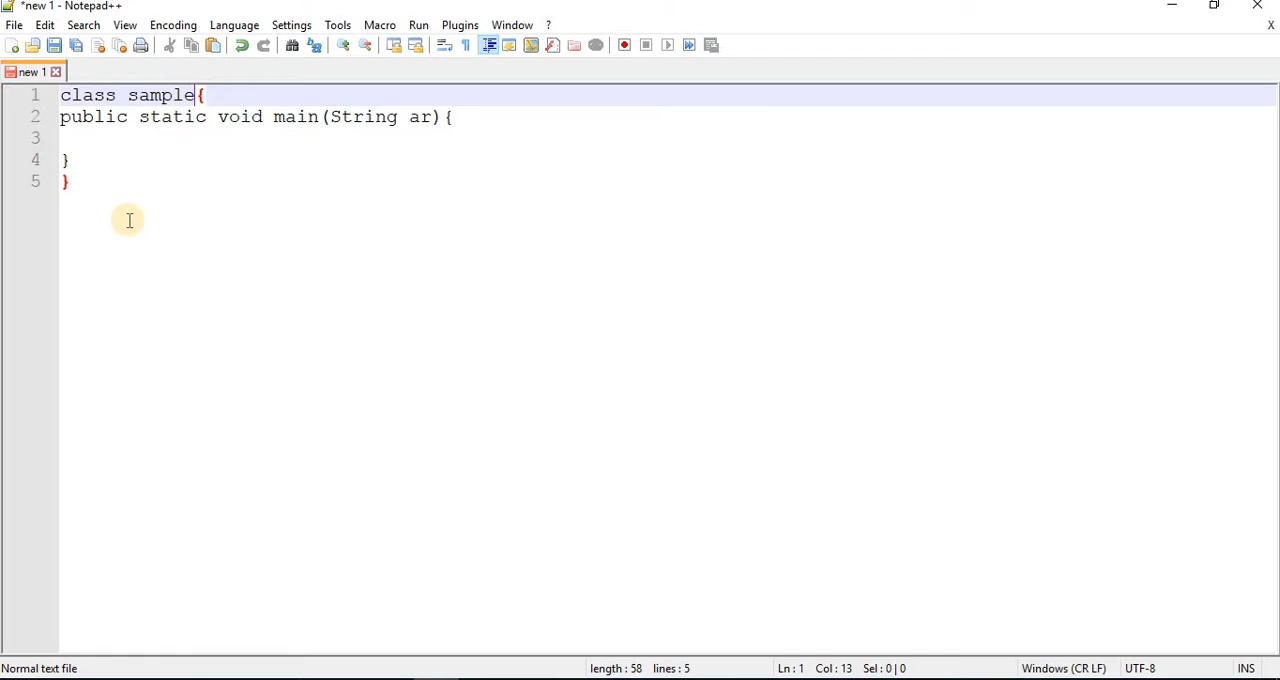 *new 1 - Notepad++
File Edit Search View Encoding Language Settings Tools Macro Run Plugins Window ? X
new 1
1 class sample{
2 public static void main(String ar){
3
4 }
5 }
Normal text file length : 58 lines : 5 Ln : 1 Col : 13 Sel : 0 | 0 Windows (CR LF) UTF-8 INS